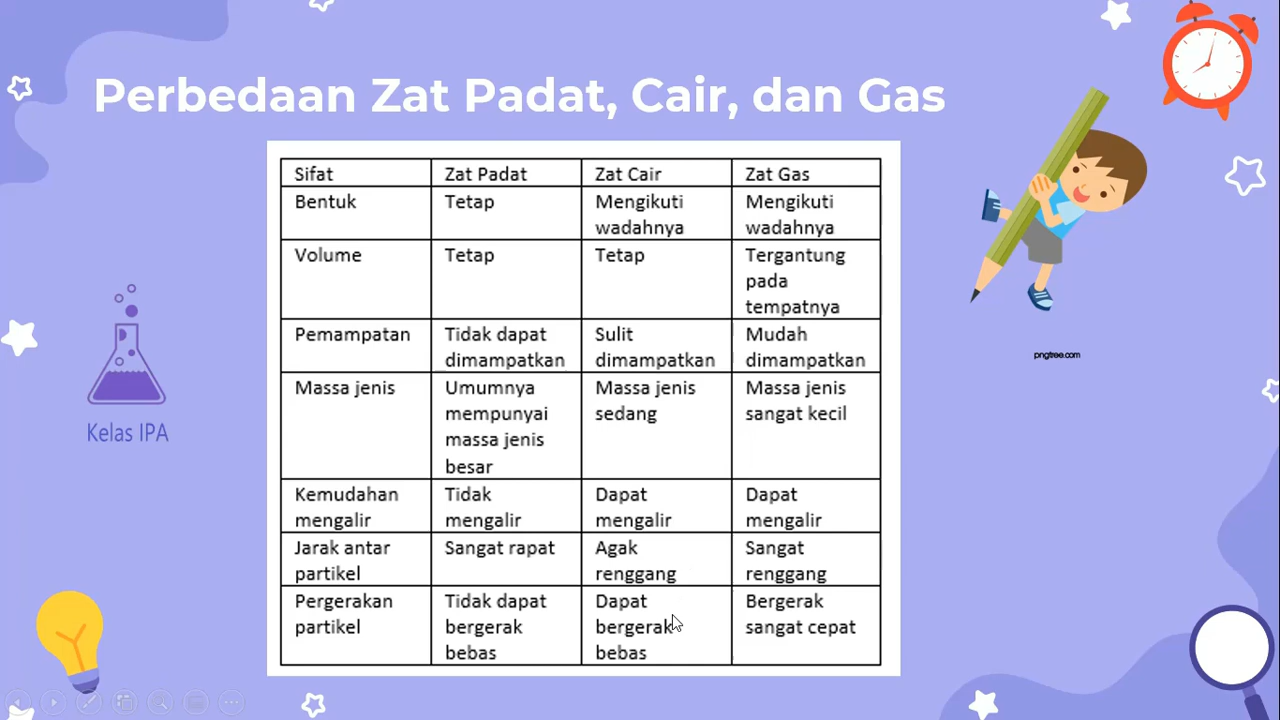 Perbedaan Zat Padat, Cair, dan Gas
Sifat
Zat Padat
Zat Cair
Zat Gas
Bentuk
Tetap
Mengikuti
wadahnya
Mengikuti
wadahnya
Volume
Tetap
Tetap
Tergantung
pada
tempatnya
Pemampatan
Tidak dapat
dimampatkan
Sulit
dimampatkan
Mudah
dimampatkan
Massa jenis
Umumnya
mempunyai
massa jenis
besar
Massa jenis
sedang
Massa jenis
sangat kecil
Kemudahan
mengalir
Tidak
mengalir
Dapat
mengalir
Dapat
mengalir
Jarak antar
partikel
Sangat rapat
Agak
renggang
Sangat
renggang
Pergerakan
partikel
Tidak dapat
bergerak
bebas
Dapat
bergerak
bebas
Bergerak
sangat cepat
Kelas IPA
pngtree.com